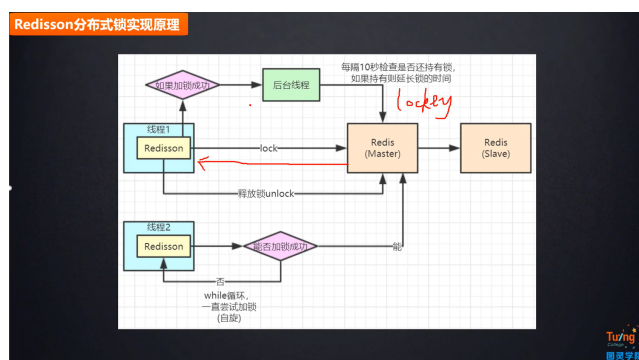 Redisson分布式锁实现原理
每隔10秒检查是否还持有锁，
如果持有则延长锁的时间
如果加锁成功
后台线程
lockey
线程1
Redisson
lock
Redis
(Master)
Redis
(Slave)
释放锁unlock
线程2
Redisson
能否加锁成功
能
否
while循环，
一直尝试加锁
(自旋)
Tuling
College
图灵学院